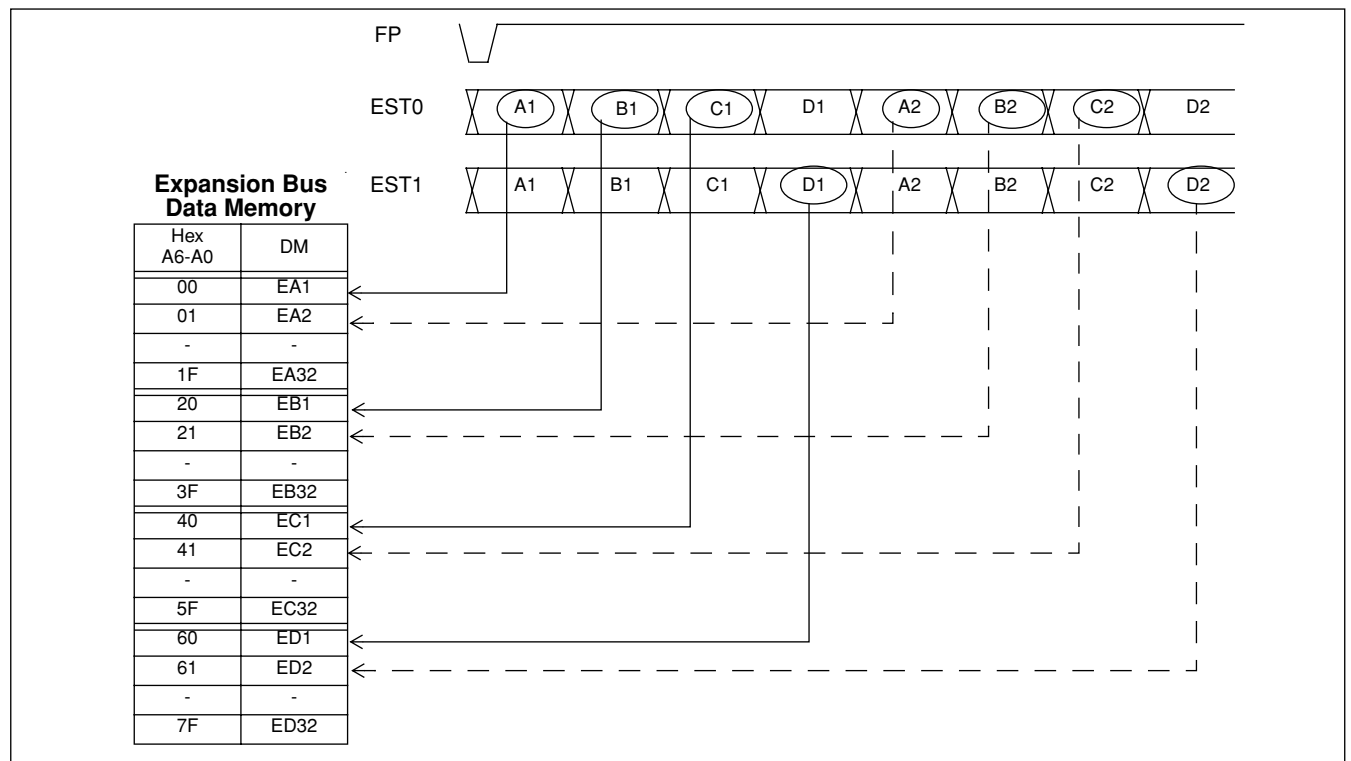 FP
EST0 A1 B1 C1 D1 A2 B2 C2 D2
EST1 A1 B1 C1 D1 A2 B2 C2 D2
Expansion Bus
Data Memory
Hex
A6-A0 DM
00 EA1
01 EA2
- -
1F EA32
20 EB1
21 EB2
- -
3F EB32
40 EC1
41 EC2
- -
5F EC32
60 ED1
61 ED2
- -
7F ED32